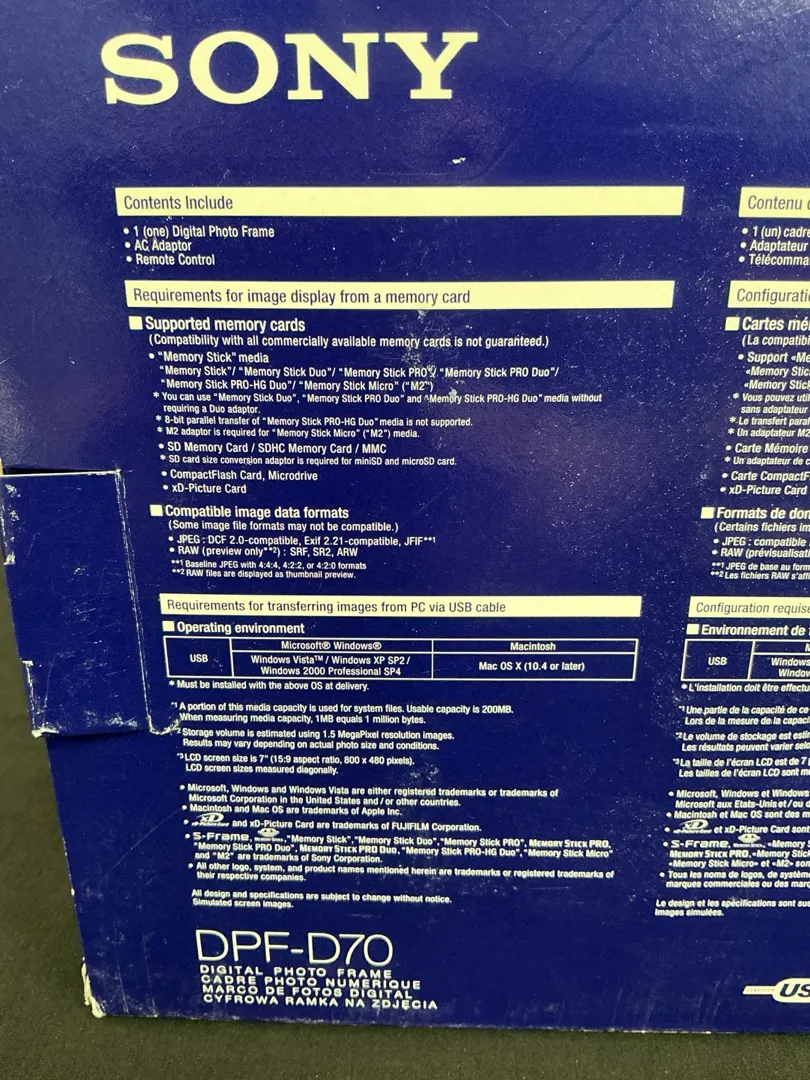 SONY
Contents Include
• 1 (one) Digital Photo Frame
• AC Adaptor
• Remote Control
Requirements for image display from a memory card
Supported memory cards
(Compatibility with all commercially available memory cards is not guaranteed.)
• "Memory Stick" media
"Memory Stick"/ "Memory Stick Duo"/ "Memory Stick PRO"/ "Memory Stick PRO Duo"/
"Memory Stick PRO-HG Duo"/ "Memory Stick Micro" ("M2")
* You can use "Memory Stick Duo", "Memory Stick PRO Duo" and "Memory Stick PRO-HG Duo" media without
requiring a Duo adaptor.
* 8-bit parallel transfer of "Memory Stick PRO-HG Duo" media is not supported.
* M2 adaptor is required for "Memory Stick Micro" ("M2") media.
• SD Memory Card / SDHC Memory Card / MMC
* SD card size conversion adaptor is required for miniSD and microSD card.
• CompactFlash Card, Microdrive
• xD-Picture Card
Compatible image data formats
(Some image file formats may not be compatible.)
• JPEG : DCF 2.0-compatible, Exif 2.21-compatible, JFIF**1
• RAW (preview only**2) : SRF, SR2, ARW
**1 Baseline JPEG with 4:4:4, 4:2:2, or 4:2:0 formats
**2 RAW files are displayed as thumbnail preview.
Requirements for transferring images from PC via USB cable
Operating environment
Microsoft® Windows® Macintosh
USB Windows Vista™ / Windows XP SP2 / Mac OS X (10.4 or later)
Windows 2000 Professional SP4
* Must be installed with the above OS at delivery.
*1 A portion of this media capacity is used for system files. Usable capacity is 200MB.
When measuring media capacity, 1MB equals 1 million bytes.
*2 Storage volume is estimated using 1.5 MegaPixel resolution images.
Results may vary depending on actual photo size and conditions.
*3 LCD screen size is 7" (15:9 aspect ratio, 800 x 480 pixels).
LCD screen sizes measured diagonally.
• Microsoft, Windows and Windows Vista are either registered trademarks or trademarks of
Microsoft Corporation in the United States and / or other countries.
• Macintosh and Mac OS are trademarks of Apple Inc.
• xD and xD-Picture Card are trademarks of FUJIFILM Corporation.
• S-Frame, "Memory Stick", "Memory Stick Duo", "Memory Stick PRO", MEMORY STICK PRO,
"Memory Stick PRO Duo", MEMORY STICK PRO DUO, "Memory Stick PRO-HG Duo", "Memory Stick Micro"
and "M2" are trademarks of Sony Corporation.
• All other logo, system, and product names mentioned herein are trademarks or registered trademarks of
their respective companies.
All design and specifications are subject to change without notice.
Simulated screen images.
DPF-D70
DIGITAL PHOTO FRAME
CADRE PHOTO NUMÉRIQUE
MARCO DE FOTOS DIGITAL
CYFROWA RAMKA NA ZDJĘCIA
Contenu
• 1 (un) cadre
• Adaptateur
Configurati
Cartes mé
(La compatibi
• Support «Me
«Memory Stic
«Memory Stick
* Vous pouvez util
sans adaptateur
* Le transfert paral
* Un adaptateur M2
• Carte Mémoire
* Un adaptateur de c
• Carte CompactF
• xD-Picture Card
Formats de don
(Certains fichiers im
• JPEG : compatible
• RAW (prévisualisati
**1 JPEG de base au form
**2 Les fichiers RAW s'aff
Configuration requise
Environnement de
USB Windows
Window
* L'installation doit être effectu
*1 Une partie de la capacité de ce
Lors de la mesure de la capac
*2 Le volume de stockage est estim
Les résultats peuvent varier selo
*3 La taille de l'écran LCD est de 7
Les tailles de l'écran LCD sont m
• Microsoft, Windows et Windows
Microsoft aux Etats-Unis et / ou
• Macintosh et Mac OS sont des m
• xD et xD-Picture Card sont
• S-Frame, «Memory S
MEMORY STICK PRO, «Memory Stick
«Memory Stick Micro» et «M2» son
• Tous les noms de logos, de système
marques commerciales ou des mar
Le design et les spécifications sont sus
Images simulées.
US